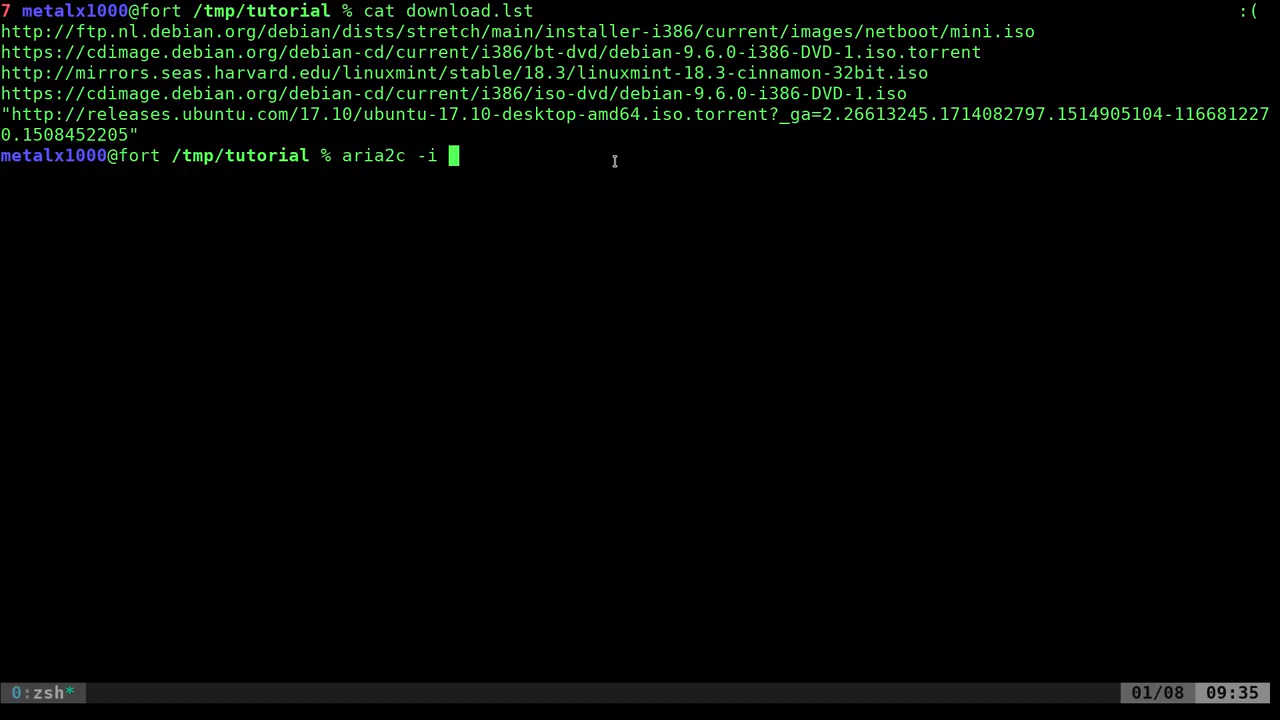 7 metalx1000@fort /tmp/tutorial % cat download.lst :(
http://ftp.nl.debian.org/debian/dists/stretch/main/installer-i386/current/images/netboot/mini.iso
https://cdimage.debian.org/debian-cd/current/i386/bt-dvd/debian-9.6.0-i386-DVD-1.iso.torrent
http://mirrors.seas.harvard.edu/linuxmint/stable/18.3/linuxmint-18.3-cinnamon-32bit.iso
https://cdimage.debian.org/debian-cd/current/i386/iso-dvd/debian-9.6.0-i386-DVD-1.iso
"http://releases.ubuntu.com/17.10/ubuntu-17.10-desktop-amd64.iso.torrent?_ga=2.26613245.1714082797.1514905104-116681227
0.1508452205"
metalx1000@fort /tmp/tutorial % aria2c -i
0:zsh* 01/08 09:35